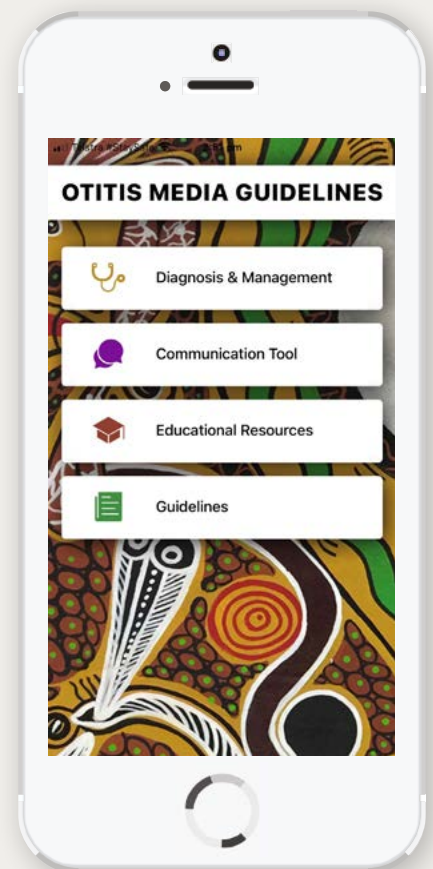 OTITIS MEDIA GUIDELINES
Diagnosis & Management
Communication Tool
Educational Resources
Guidelines